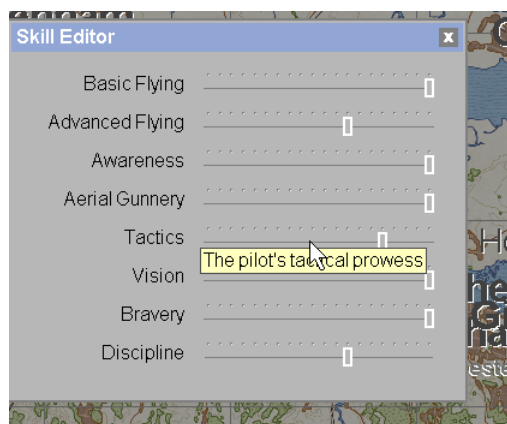 Skill Editor
x
Basic Flying
Advanced Flying
Awareness
Aerial Gunnery
Tactics
The pilot's tactical prowess
Vision
Bravery
Discipline